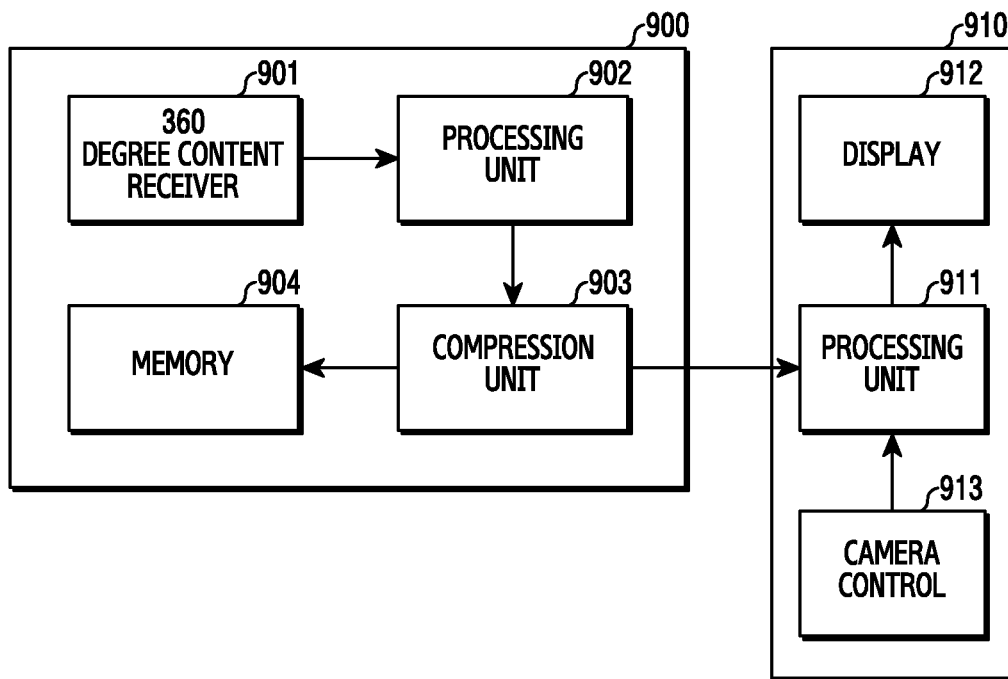 900
910
901
902
912
360
DEGREE CONTENT
RECEIVER
PROCESSING
UNIT
DISPLAY
904
903
911
MEMORY
COMPRESSION
UNIT
PROCESSING
UNIT
913
CAMERA
CONTROL